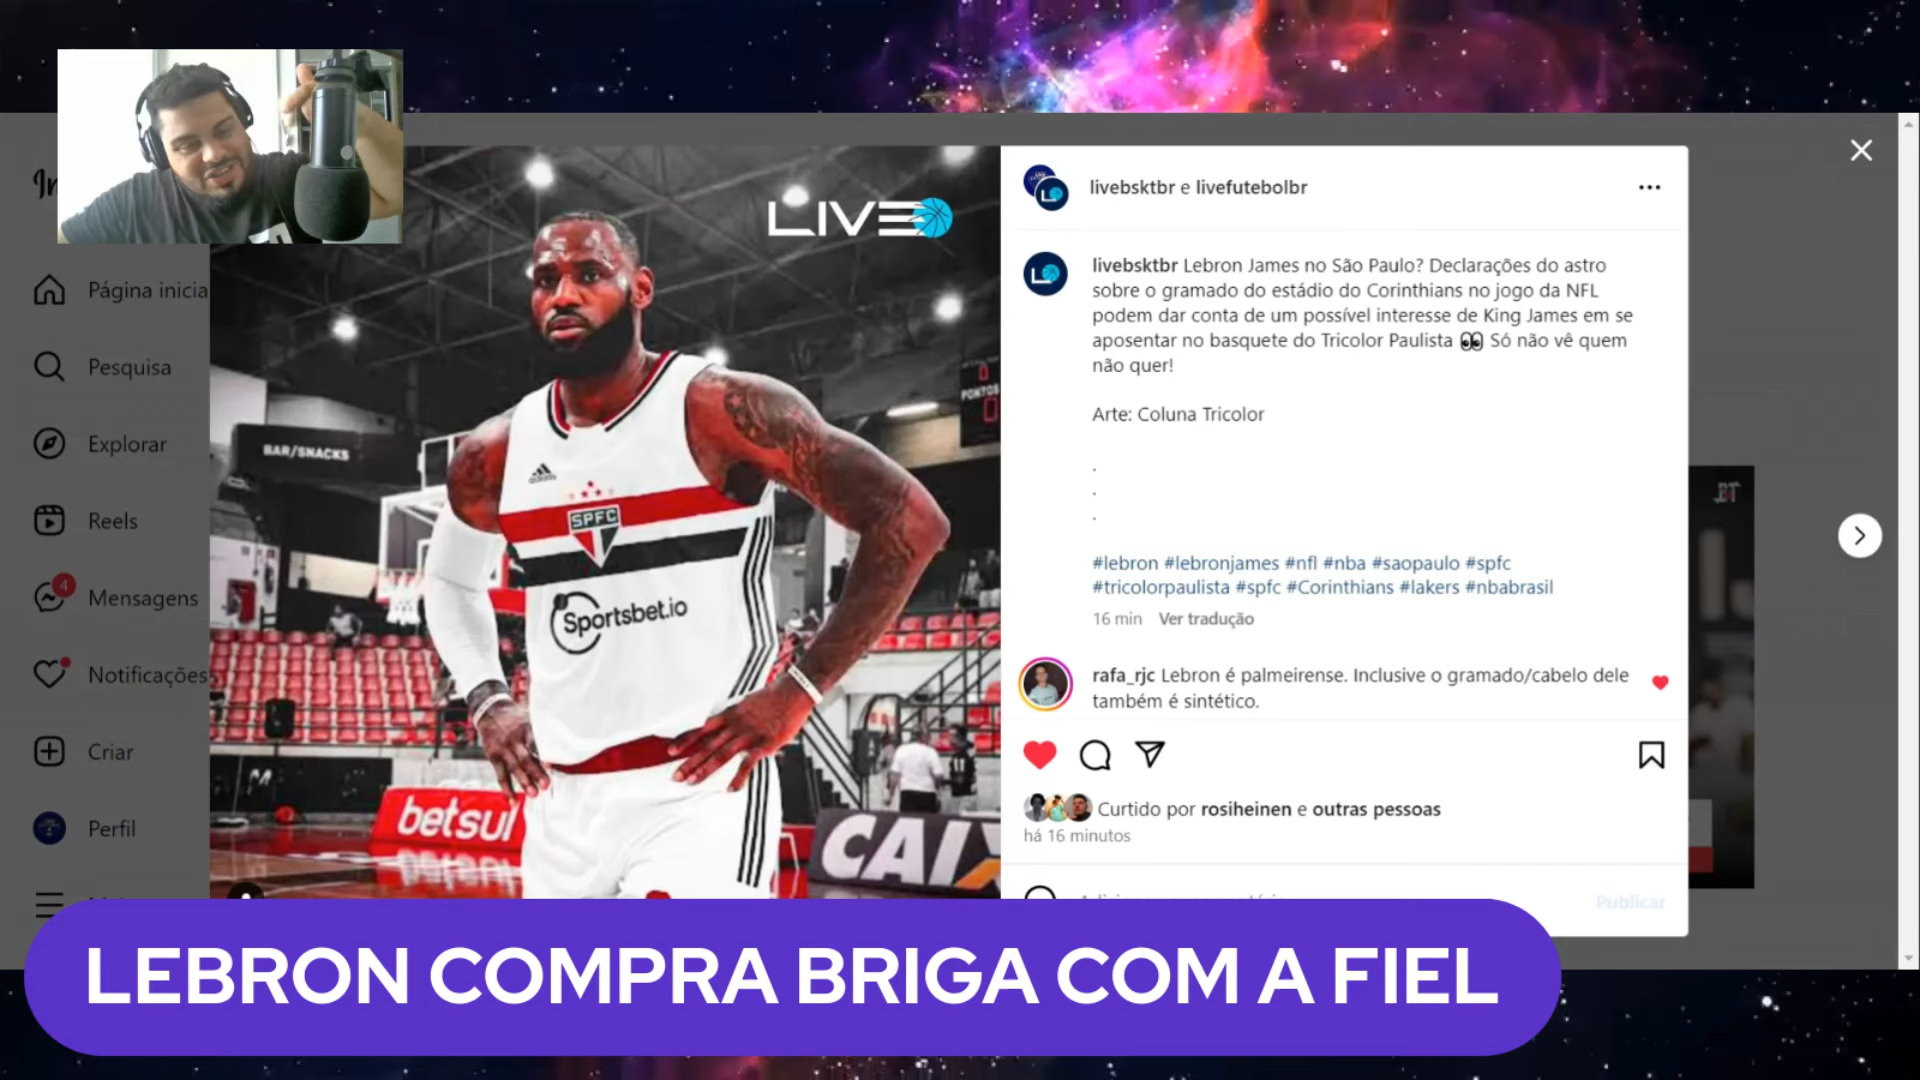 LIVE
livebsktbr e livefutebolbr
...
livebsktbr Lebron James no São Paulo? Declarações do astro
sobre o gramado do estádio do Corinthians no jogo da NFL
podem dar conta de um possível interesse de King James em se
aposentar no basquete do Tricolor Paulista 👀 Só não vê quem
não quer!
Arte: Coluna Tricolor
.
.
.
#lebron #lebronjames #nfl #nba #saopaulo #spfc
#tricolorpaulista #spfc #Corinthians #lakers #nbabrasil
16 min Ver tradução
rafa_rjc Lebron é palmeirense. Inclusive o gramado/cabelo dele
também é sintético.
Curtido por rosiheinen e outras pessoas
há 16 minutos
Publicar
Página inicia
Pesquisa
Explorar
Reels
4
Mensagens
Notificações
Criar
Perfil
BAR/SNACKS
PONTOS
adidas
SPFC
Sportsbet.io
betsul
CAIX
LEBRON COMPRA BRIGA COM A FIEL